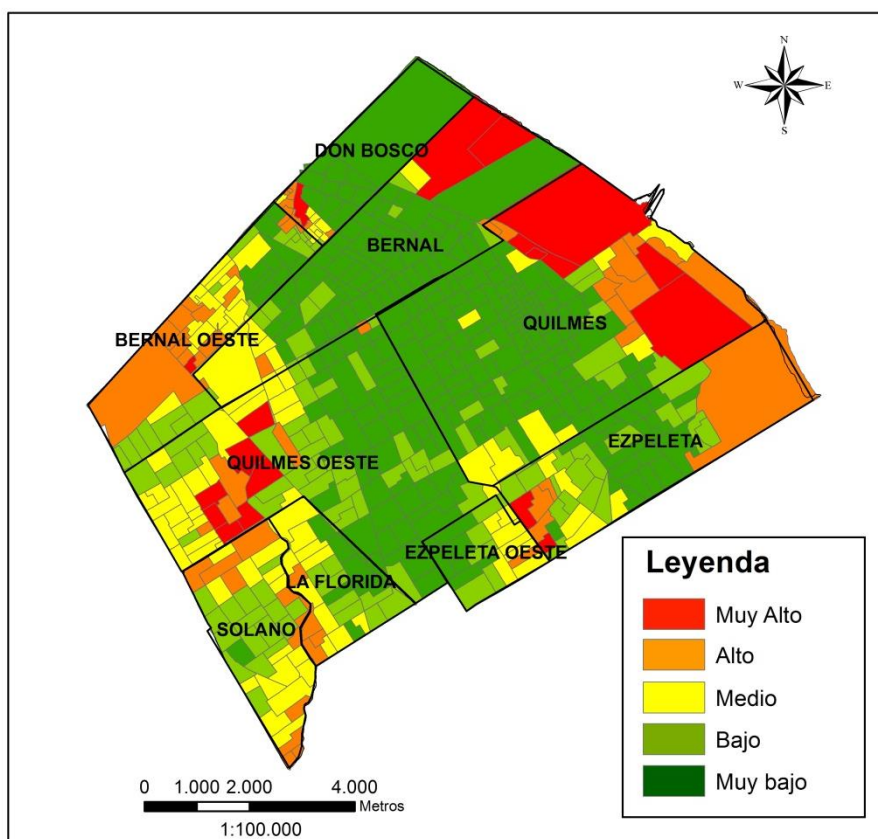 N
W
E
S
DON BOSCO
BERNAL
QUILMES
BERNAL OESTE
EZPELETA
QUILMES OESTE
EZPELETA OESTE
LA FLORIDA
SOLANO
Leyenda
Muy Alto
Alto
Medio
Bajo
Muy bajo
0 1.000 2.000 4.000
Metros
1:100.000